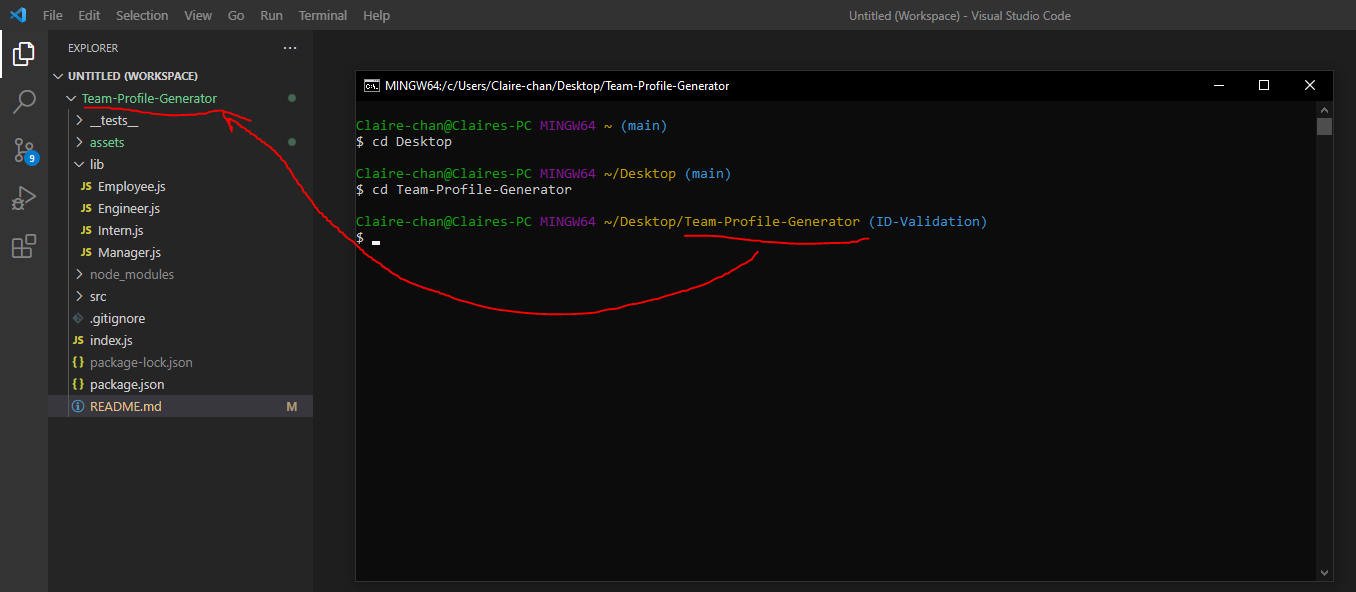 File Edit Selection View Go Run Terminal Help Untitled (Workspace) - Visual Studio Code
EXPLORER
UNTITLED (WORKSPACE)
Team-Profile-Generator
__tests__
assets
lib
JS Employee.js
JS Engineer.js
JS Intern.js
JS Manager.js
node_modules
src
.gitignore
JS index.js
{} package-lock.json
{} package.json
README.md M
9
MINGW64:/c/Users/Claire-chan/Desktop/Team-Profile-Generator
Claire-chan@Claires-PC MINGW64 ~ (main)
$ cd Desktop
Claire-chan@Claires-PC MINGW64 ~/Desktop (main)
$ cd Team-Profile-Generator
Claire-chan@Claires-PC MINGW64 ~/Desktop/Team-Profile-Generator (ID-Validation)
$